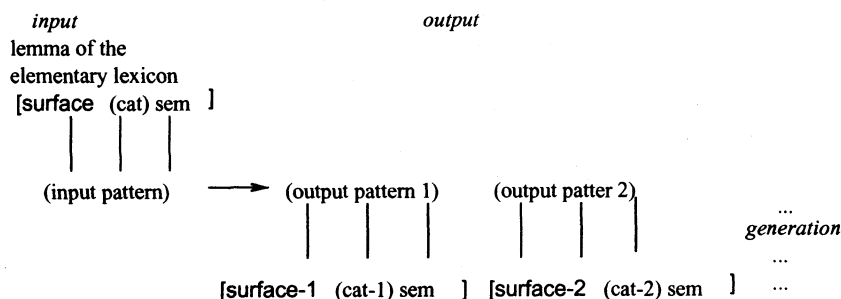 input output
lemma of the
elementary lexicon
[surface (cat) sem ]
(input pattern) (output pattern 1) (output patter 2)
...
generation
...
[surface-1 (cat-1) sem ] [surface-2 (cat-2) sem ] ...